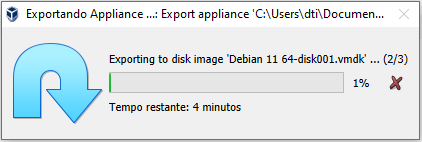 Exportando Appliance ...: Export appliance 'C:\Users\dti\Documen...
Exporting to disk image 'Debian 11 64-disk001.vmdk' ... (2/3)
1%
Tempo restante: 4 minutos